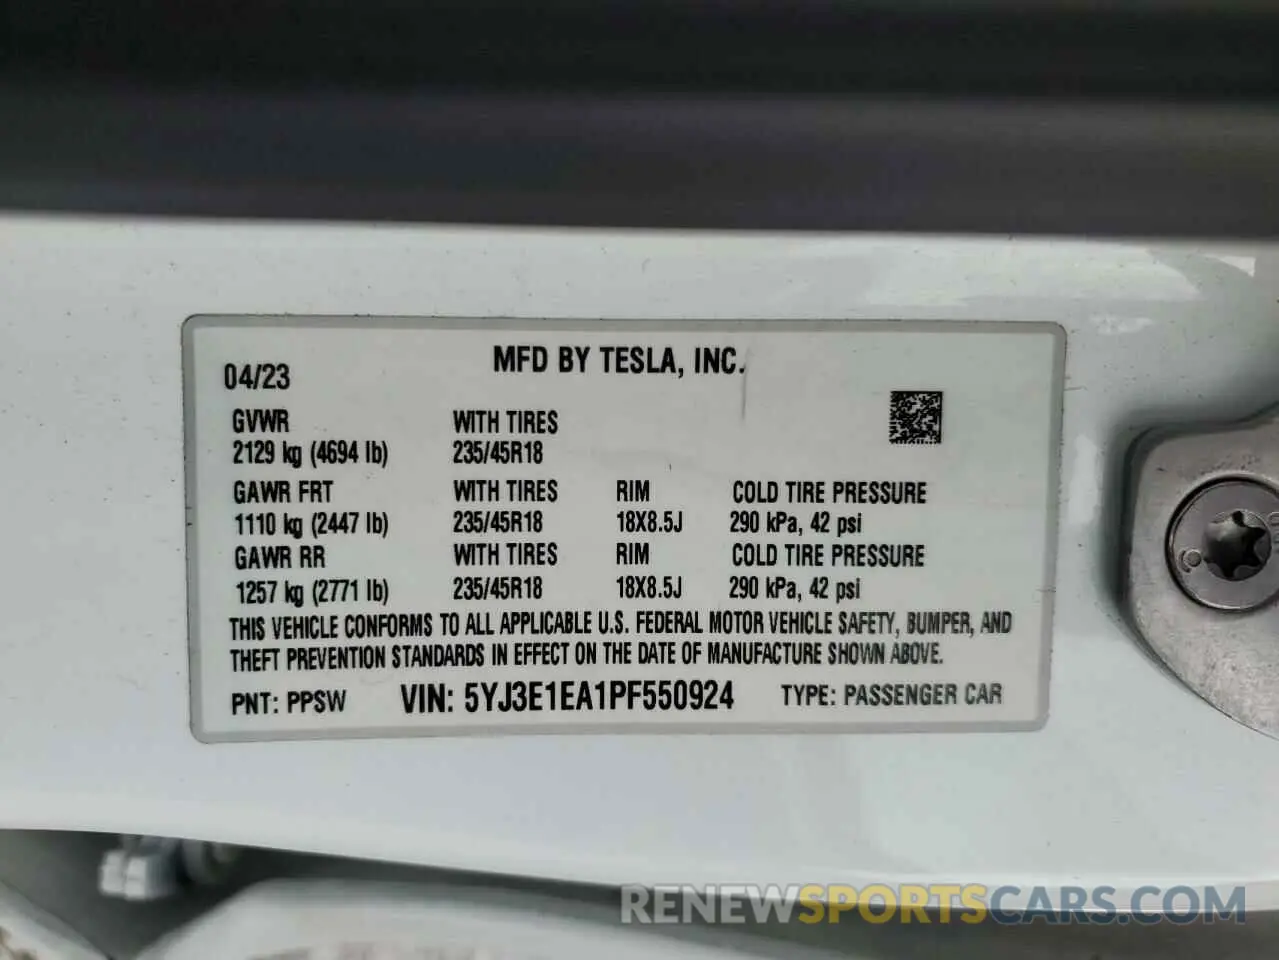 MFD BY TESLA, INC.
04/23
GVWR WITH TIRES
2129 kg (4694 lb) 235/45R18
GAWR FRT WITH TIRES RIM COLD TIRE PRESSURE
1110 kg (2447 lb) 235/45R18 18X8.5J 290 kPa, 42 psi
GAWR RR WITH TIRES RIM COLD TIRE PRESSURE
1257 kg (2771 lb) 235/45R18 18X8.5J 290 kPa, 42 psi
THIS VEHICLE CONFORMS TO ALL APPLICABLE U.S. FEDERAL MOTOR VEHICLE SAFETY, BUMPER, AND
THEFT PREVENTION STANDARDS IN EFFECT ON THE DATE OF MANUFACTURE SHOWN ABOVE.
PNT: PPSW VIN: 5YJ3E1EA1PF550924 TYPE: PASSENGER CAR
RENEWSPORTSCARS.COM